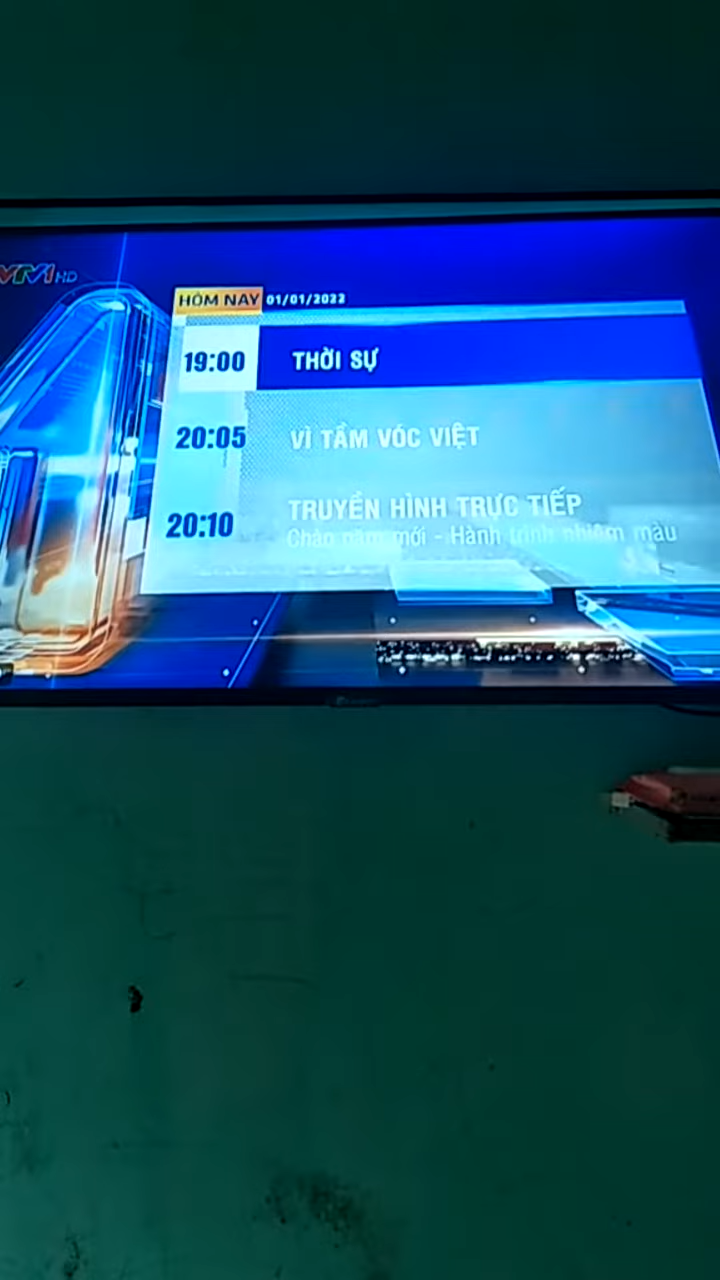 VTV1 HD
HÔM NAY 01/01/2022
19:00 THỜI SỰ
20:05 VÌ TẦM VÓC VIỆT
20:10 TRUYỀN HÌNH TRỰC TIẾP
Chào năm mới - Hành trình nhiệm màu